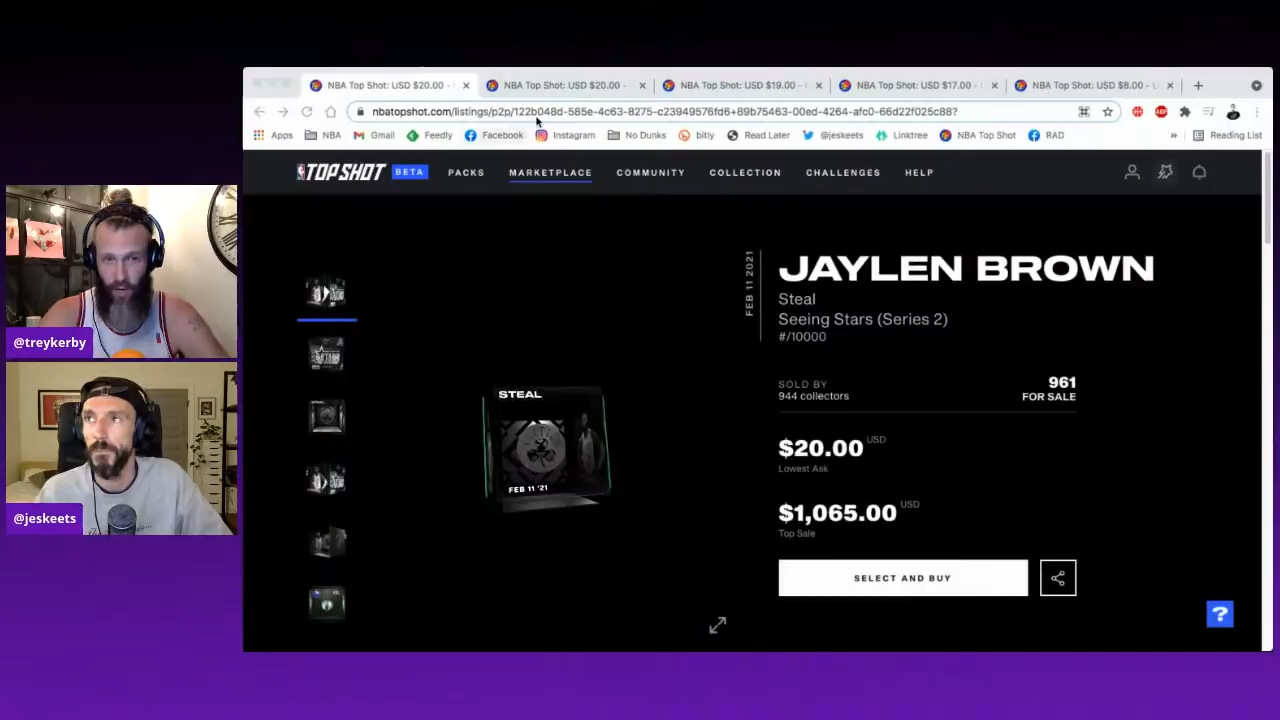 NBA Top Shot: USD $20.00 -
NBA Top Shot: USD $20.00 -
NBA Top Shot: USD $19.00 -
NBA Top Shot: USD $17.00 -
NBA Top Shot: USD $8.00 - U
nbatopshot.com/listings/p2p/122b048d-585e-4c63-8275-c23949576fd6+89b75463-00ed-4264-afc0-66d22f025c88?
Apps NBA Gmail Feedly Facebook Instagram No Dunks bitly Read Later @jeskeets Linktree NBA Top Shot RAD » Reading List
TOP SHOT BETA PACKS MARKETPLACE COMMUNITY COLLECTION CHALLENGES HELP
@treykerby
@jeskeets
FEB 11 2021
JAYLEN BROWN
Steal
Seeing Stars (Series 2)
#/10000
SOLD BY
944 collectors
961
FOR SALE
$20.00 USD
Lowest Ask
$1,065.00 USD
Top Sale
SELECT AND BUY
STEAL
FEB 11 '21
?